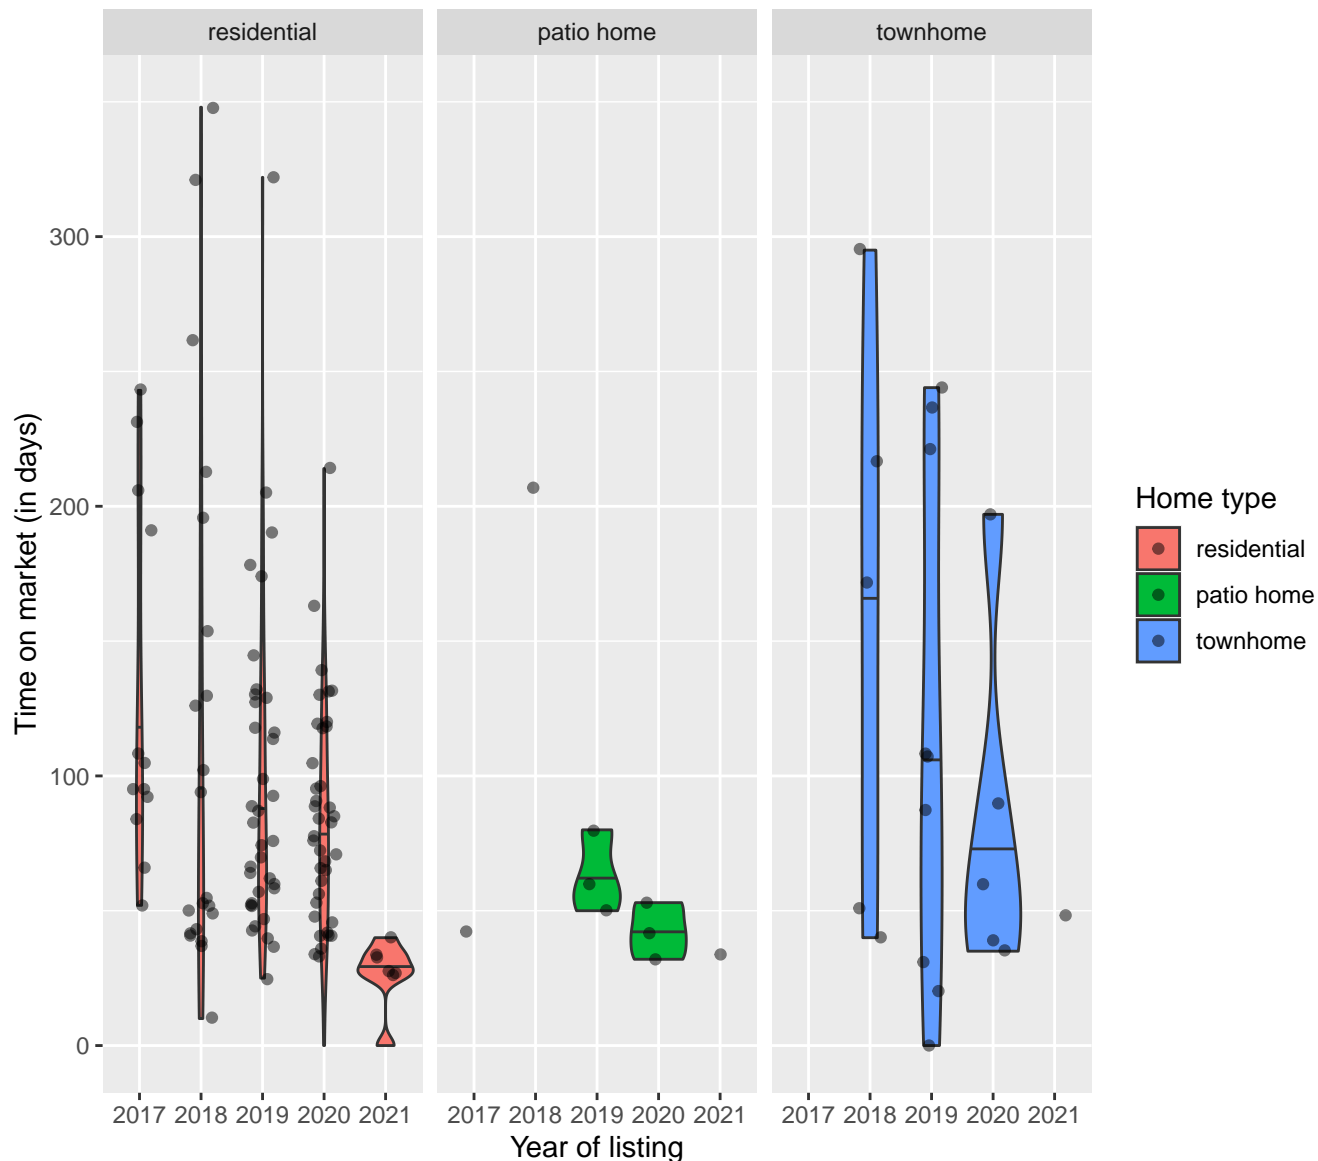 residential patio home townhome
300
200
100
0
Time on market (in days)
2017 2018 2019 2020 2021 2017 2018 2019 2020 2021 2017 2018 2019 2020 2021
Year of listing
Home type
residential
patio home
townhome